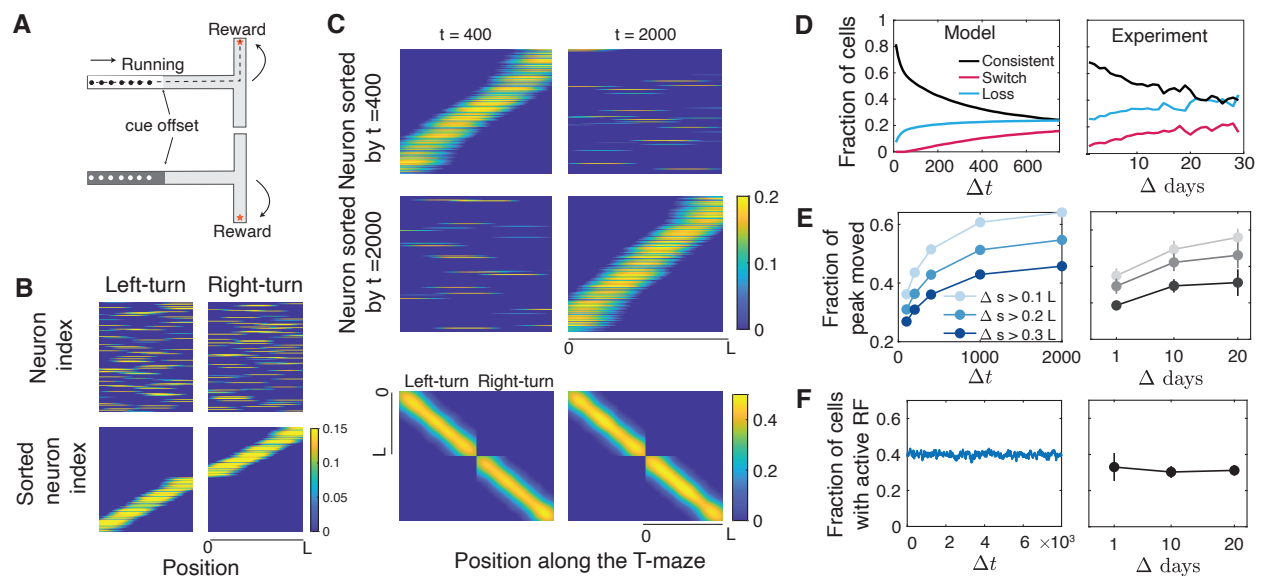 A
Reward
Running
cue offset
Reward
B
Left-turn
Right-turn
Neuron
index
Sorted
neuron
index
0.15
0.1
0.05
0
0
L
Position
C
t = 400
t = 2000
Neuron sorted
by t =400
Neuron sorted
by t =2000
0.2
0.1
0
0
L
Left-turn
Right-turn
0
L
0.4
0.2
0
0
L
Position along the T-maze
D
Fraction of cells
1
0.8
0.6
0.4
0.2
0
Model
Consistent
Switch
Loss
200
400
600
Δt
Experiment
10
20
30
Δ days
E
Fraction of
peak moved
0.6
0.4
0.2
Δ s > 0.1 L
Δ s > 0.2 L
Δ s > 0.3 L
0
1000
2000
Δt
1
10
20
Δ days
F
Fraction of cells
with active RF
0.6
0.4
0.2
0
0
2
4
6
×10³
Δt
1
10
20
Δ days